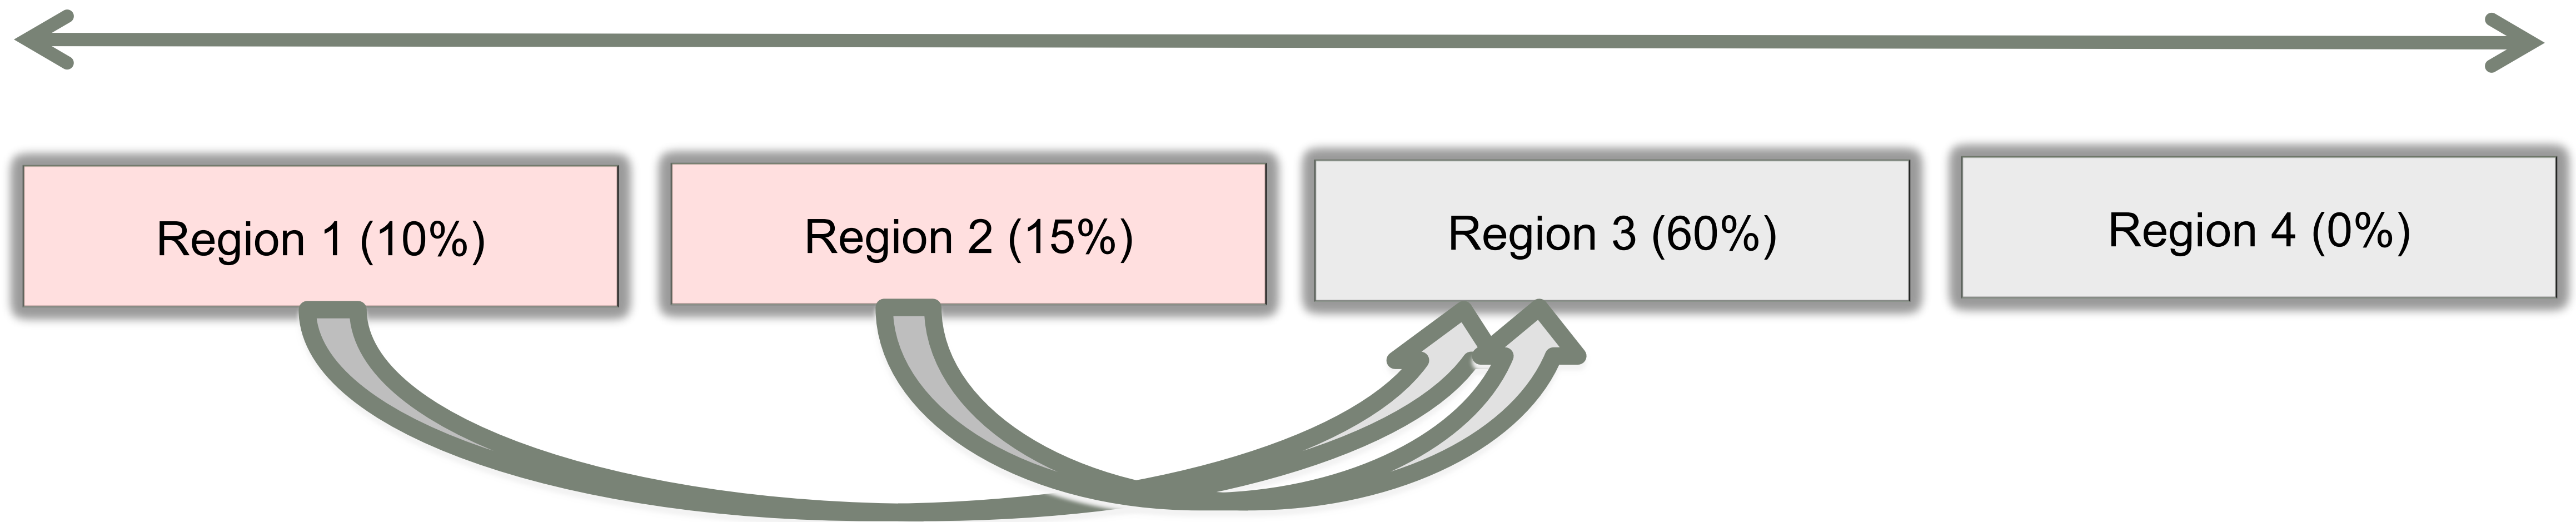 Region 1 (10%)
Region 2 (15%)
Region 3 (60%)
Region 4 (0%)